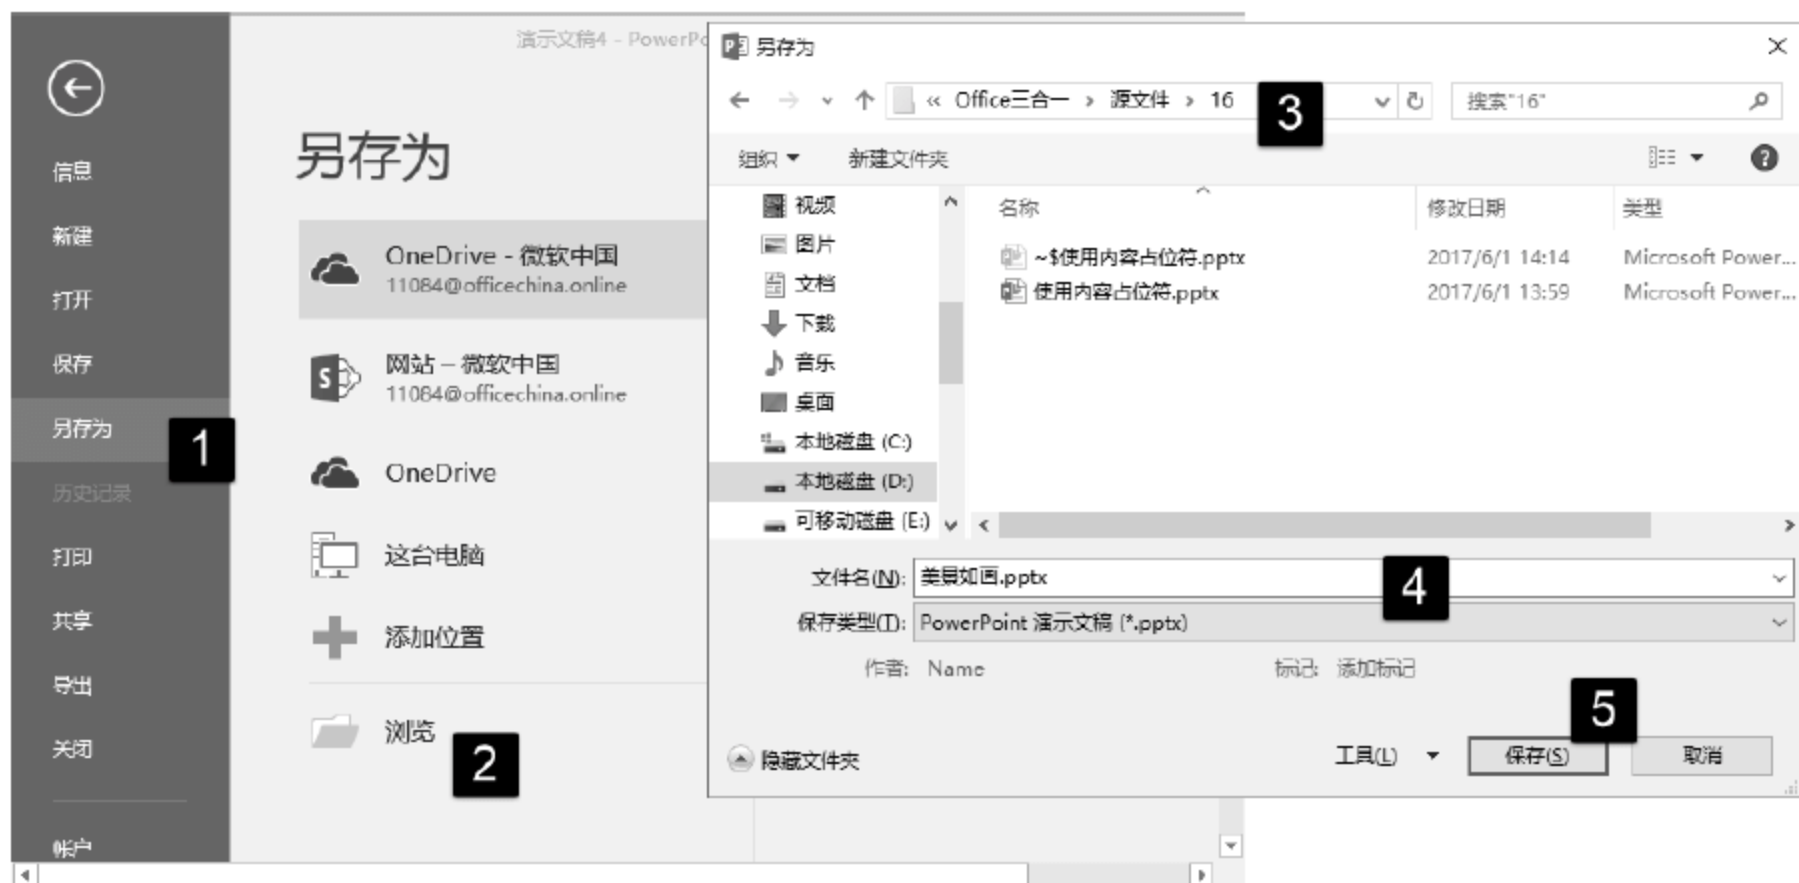 演示文稿4 - PowerPo
信息
新建
打开
保存
另存为
1
历史记录
打印
共享
导出
关闭
帐户
另存为
OneDrive - 微软中国
11084@officechina.online
网站 – 微软中国
11084@officechina.online
OneDrive
这台电脑
添加位置
浏览
2
另存为
« Office三合一 › 源文件 › 16
3
搜索"16"
组织
新建文件夹
视频
图片
文档
下载
音乐
桌面
本地磁盘 (C:)
本地磁盘 (D:)
可移动磁盘 (E:)
名称 修改日期 类型
~$使用内容占位符.pptx 2017/6/1 14:14 Microsoft Power...
使用内容占位符.pptx 2017/6/1 13:59 Microsoft Power...
文件名(N): 美景如画.pptx
4
保存类型(T): PowerPoint 演示文稿 (*.pptx)
作者: Name 标记: 添加标记
5
隐藏文件夹
工具(L) 保存(S) 取消